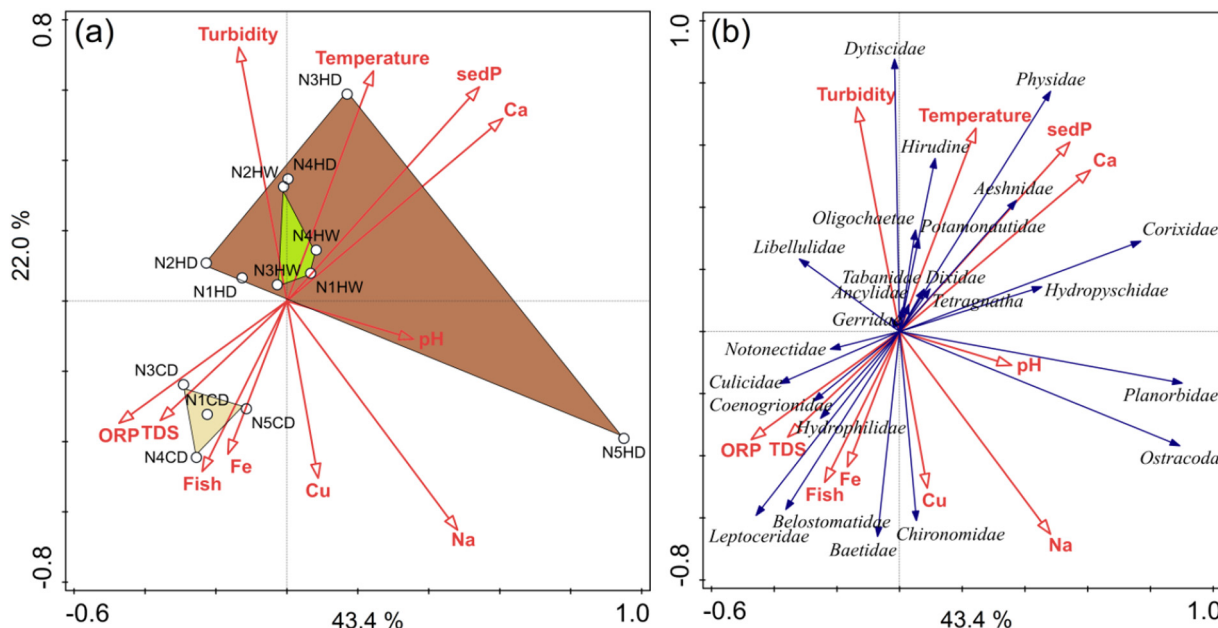 (a)
0.8
22.0 %
-0.8
-0.6
43.4 %
1.0
Turbidity
Temperature
sedP
Ca
N3HD
N2HW
N4HD
N4HW
N2HD
N1HD
N3HW
N1HW
pH
N3CD
N1CD
N5CD
N4CD
ORP
TDS
Fish
Fe
Cu
Na
N5HD
(b)
1.0
-0.8
-0.6
43.4 %
1.0
Dytiscidae
Physidae
Turbidity
Temperature
sedP
Ca
Hirudine
Aeshnidae
Oligochaetae
Potamonautidae
Corixidae
Libellulidae
Tabanidae
Dixidae
Hydropyschidae
Ancylidae
Tetragnatha
Gerrida
Notonectidae
pH
Culicidae
Planorbidae
Coenogrionidae
Hydrophilidae
Ostracoda
ORP
TDS
Fish
Fe
Cu
Na
Belostomatidae
Leptoceridae
Baetidae
Chironomidae